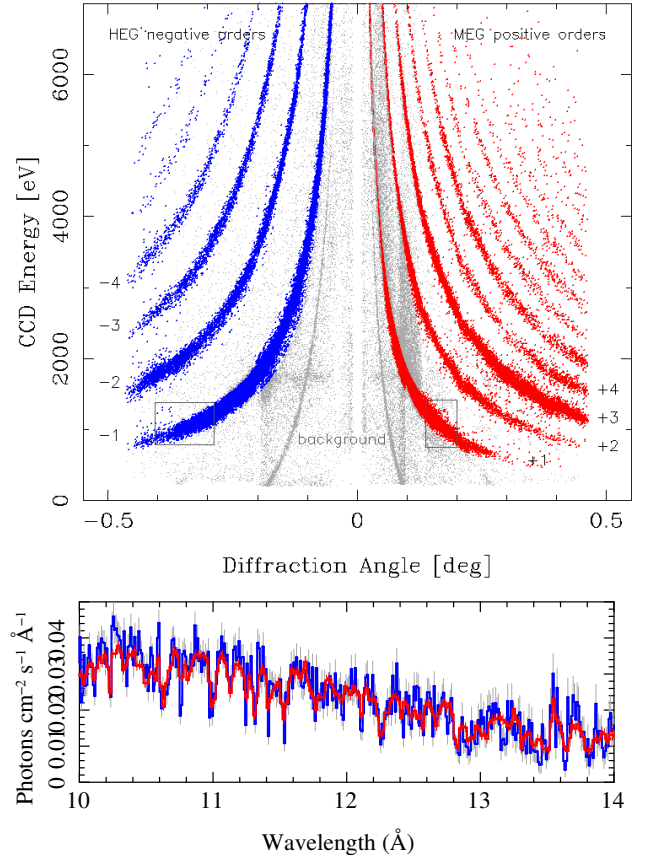 HEG negative orders
MEG positive orders
6000
4000
2000
0
CCD Energy [eV]
-4
-3
-2
-1
+4
+3
+2
+1
background
-0.5
0
0.5
Diffraction Angle [deg]
0 0.01 0.02 0.03 0.04
Photons cm⁻² s⁻¹ Å⁻¹
10
11
12
13
14
Wavelength (Å)